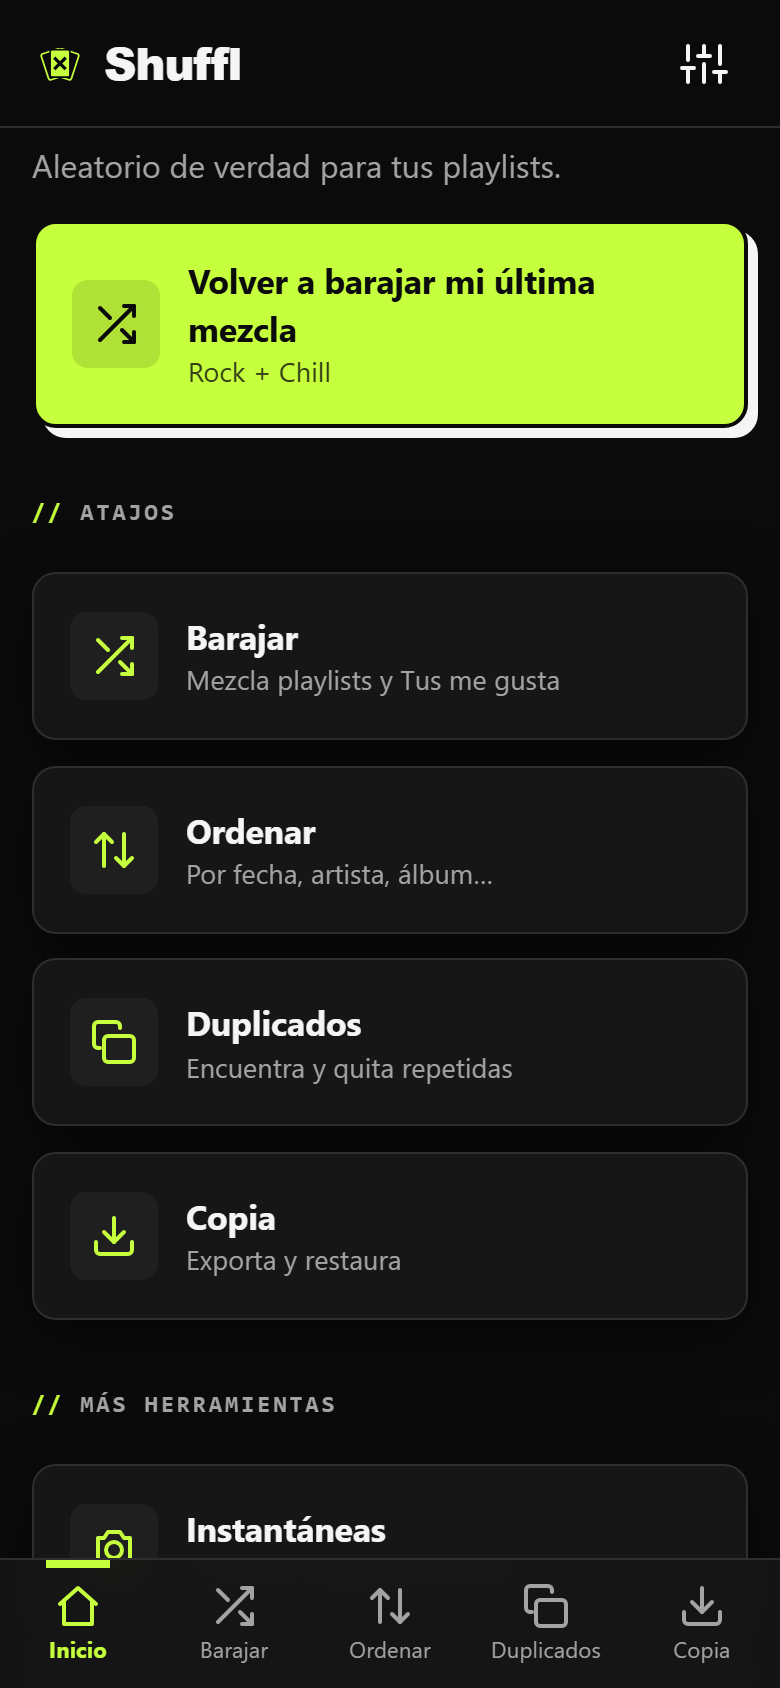 Shuffl
Aleatorio de verdad para tus playlists.
Volver a barajar mi última
mezcla
Rock + Chill
// ATAJOS
Barajar
Mezcla playlists y Tus me gusta
Ordenar
Por fecha, artista, álbum...
Duplicados
Encuentra y quita repetidas
Copia
Exporta y restaura
// MÁS HERRAMIENTAS
Instantáneas
Inicio
Barajar
Ordenar
Duplicados
Copia